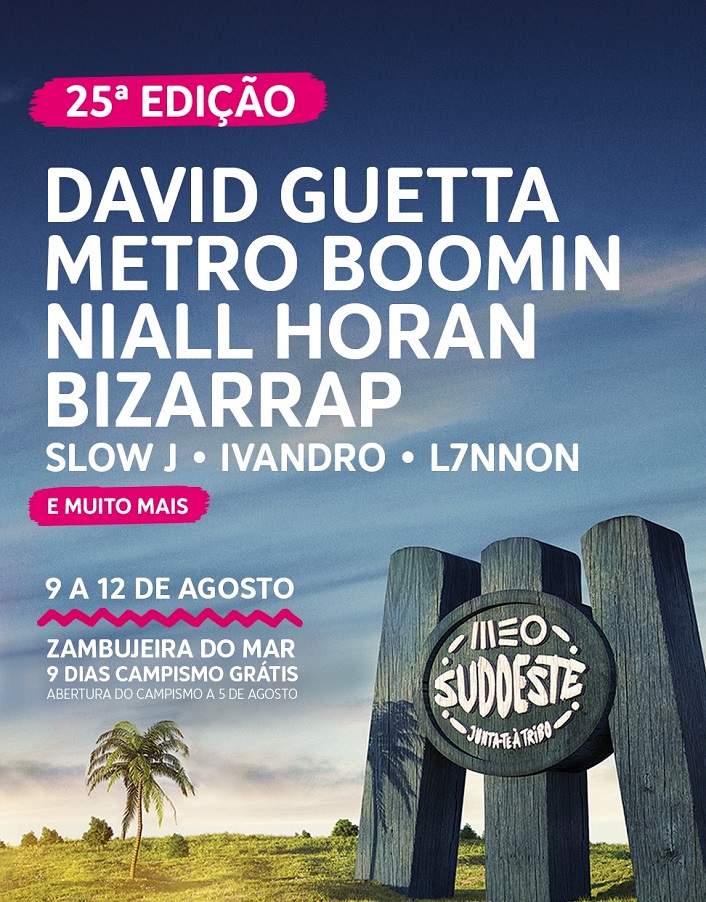 25ª EDIÇÃO
DAVID GUETTA
METRO BOOMIN
NIALL HORAN
BIZARRAP
SLOW J • IVANDRO • L7NNON
E MUITO MAIS
9 A 12 DE AGOSTO
ZAMBUJEIRA DO MAR
9 DIAS CAMPISMO GRÁTIS
ABERTURA DO CAMPISMO A 5 DE AGOSTO
MEO
SUDOESTE
JUNTA-TE À TRIBO